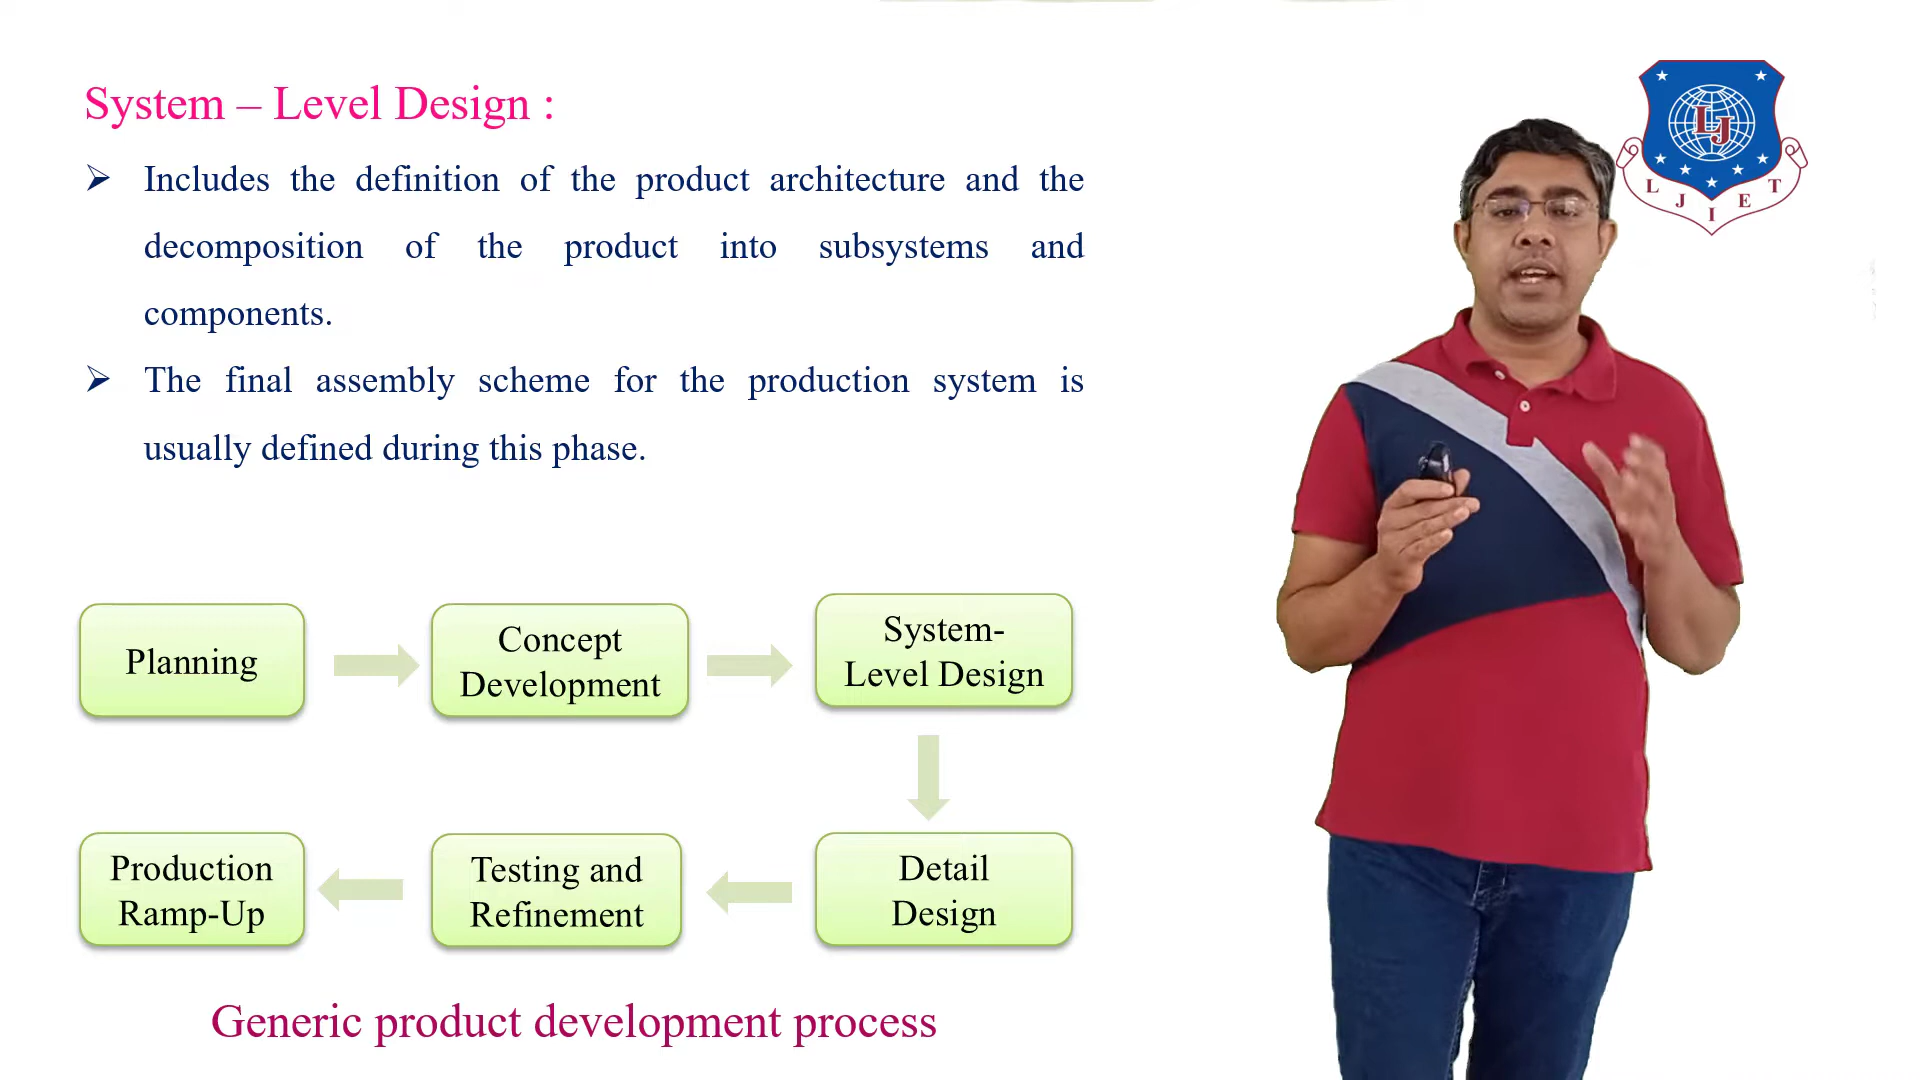 System – Level Design :
➢ Includes the definition of the product architecture and the
decomposition of the product into subsystems and
components.
➢ The final assembly scheme for the production system is
usually defined during this phase.
Planning
Concept
Development
System-
Level Design
Production
Ramp-Up
Testing and
Refinement
Detail
Design
Generic product development process
LJ
L J I E T